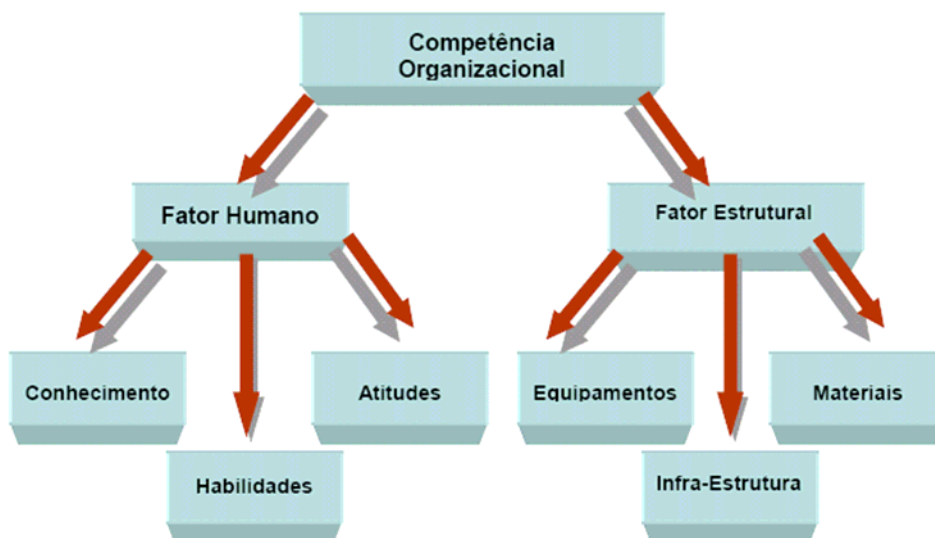 Competência
Organizacional
Fator Humano
Fator Estrutural
Conhecimento
Atitudes
Equipamentos
Materiais
Habilidades
Infra-Estrutura